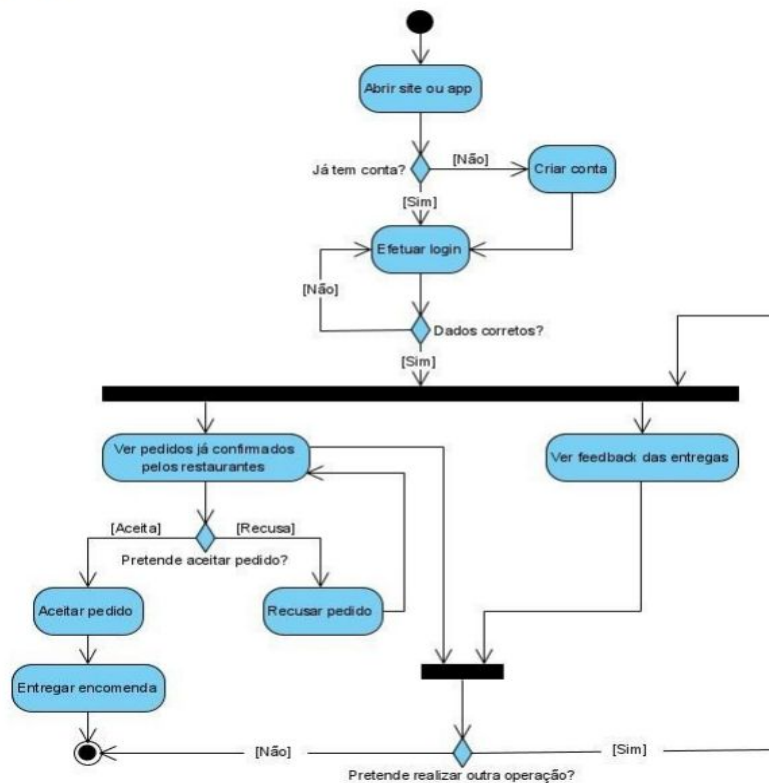 Abrir site ou app
Já tem conta?
[Não]
Criar conta
[Sim]
Efetuar login
[Não]
Dados corretos?
[Sim]
Ver pedidos já confirmados
pelos restaurantes
Ver feedback das entregas
[Aceita]
[Recusa]
Pretende aceitar pedido?
Aceitar pedido
Recusar pedido
Entregar encomenda
[Não]
[Sim]
Pretende realizar outra operação?